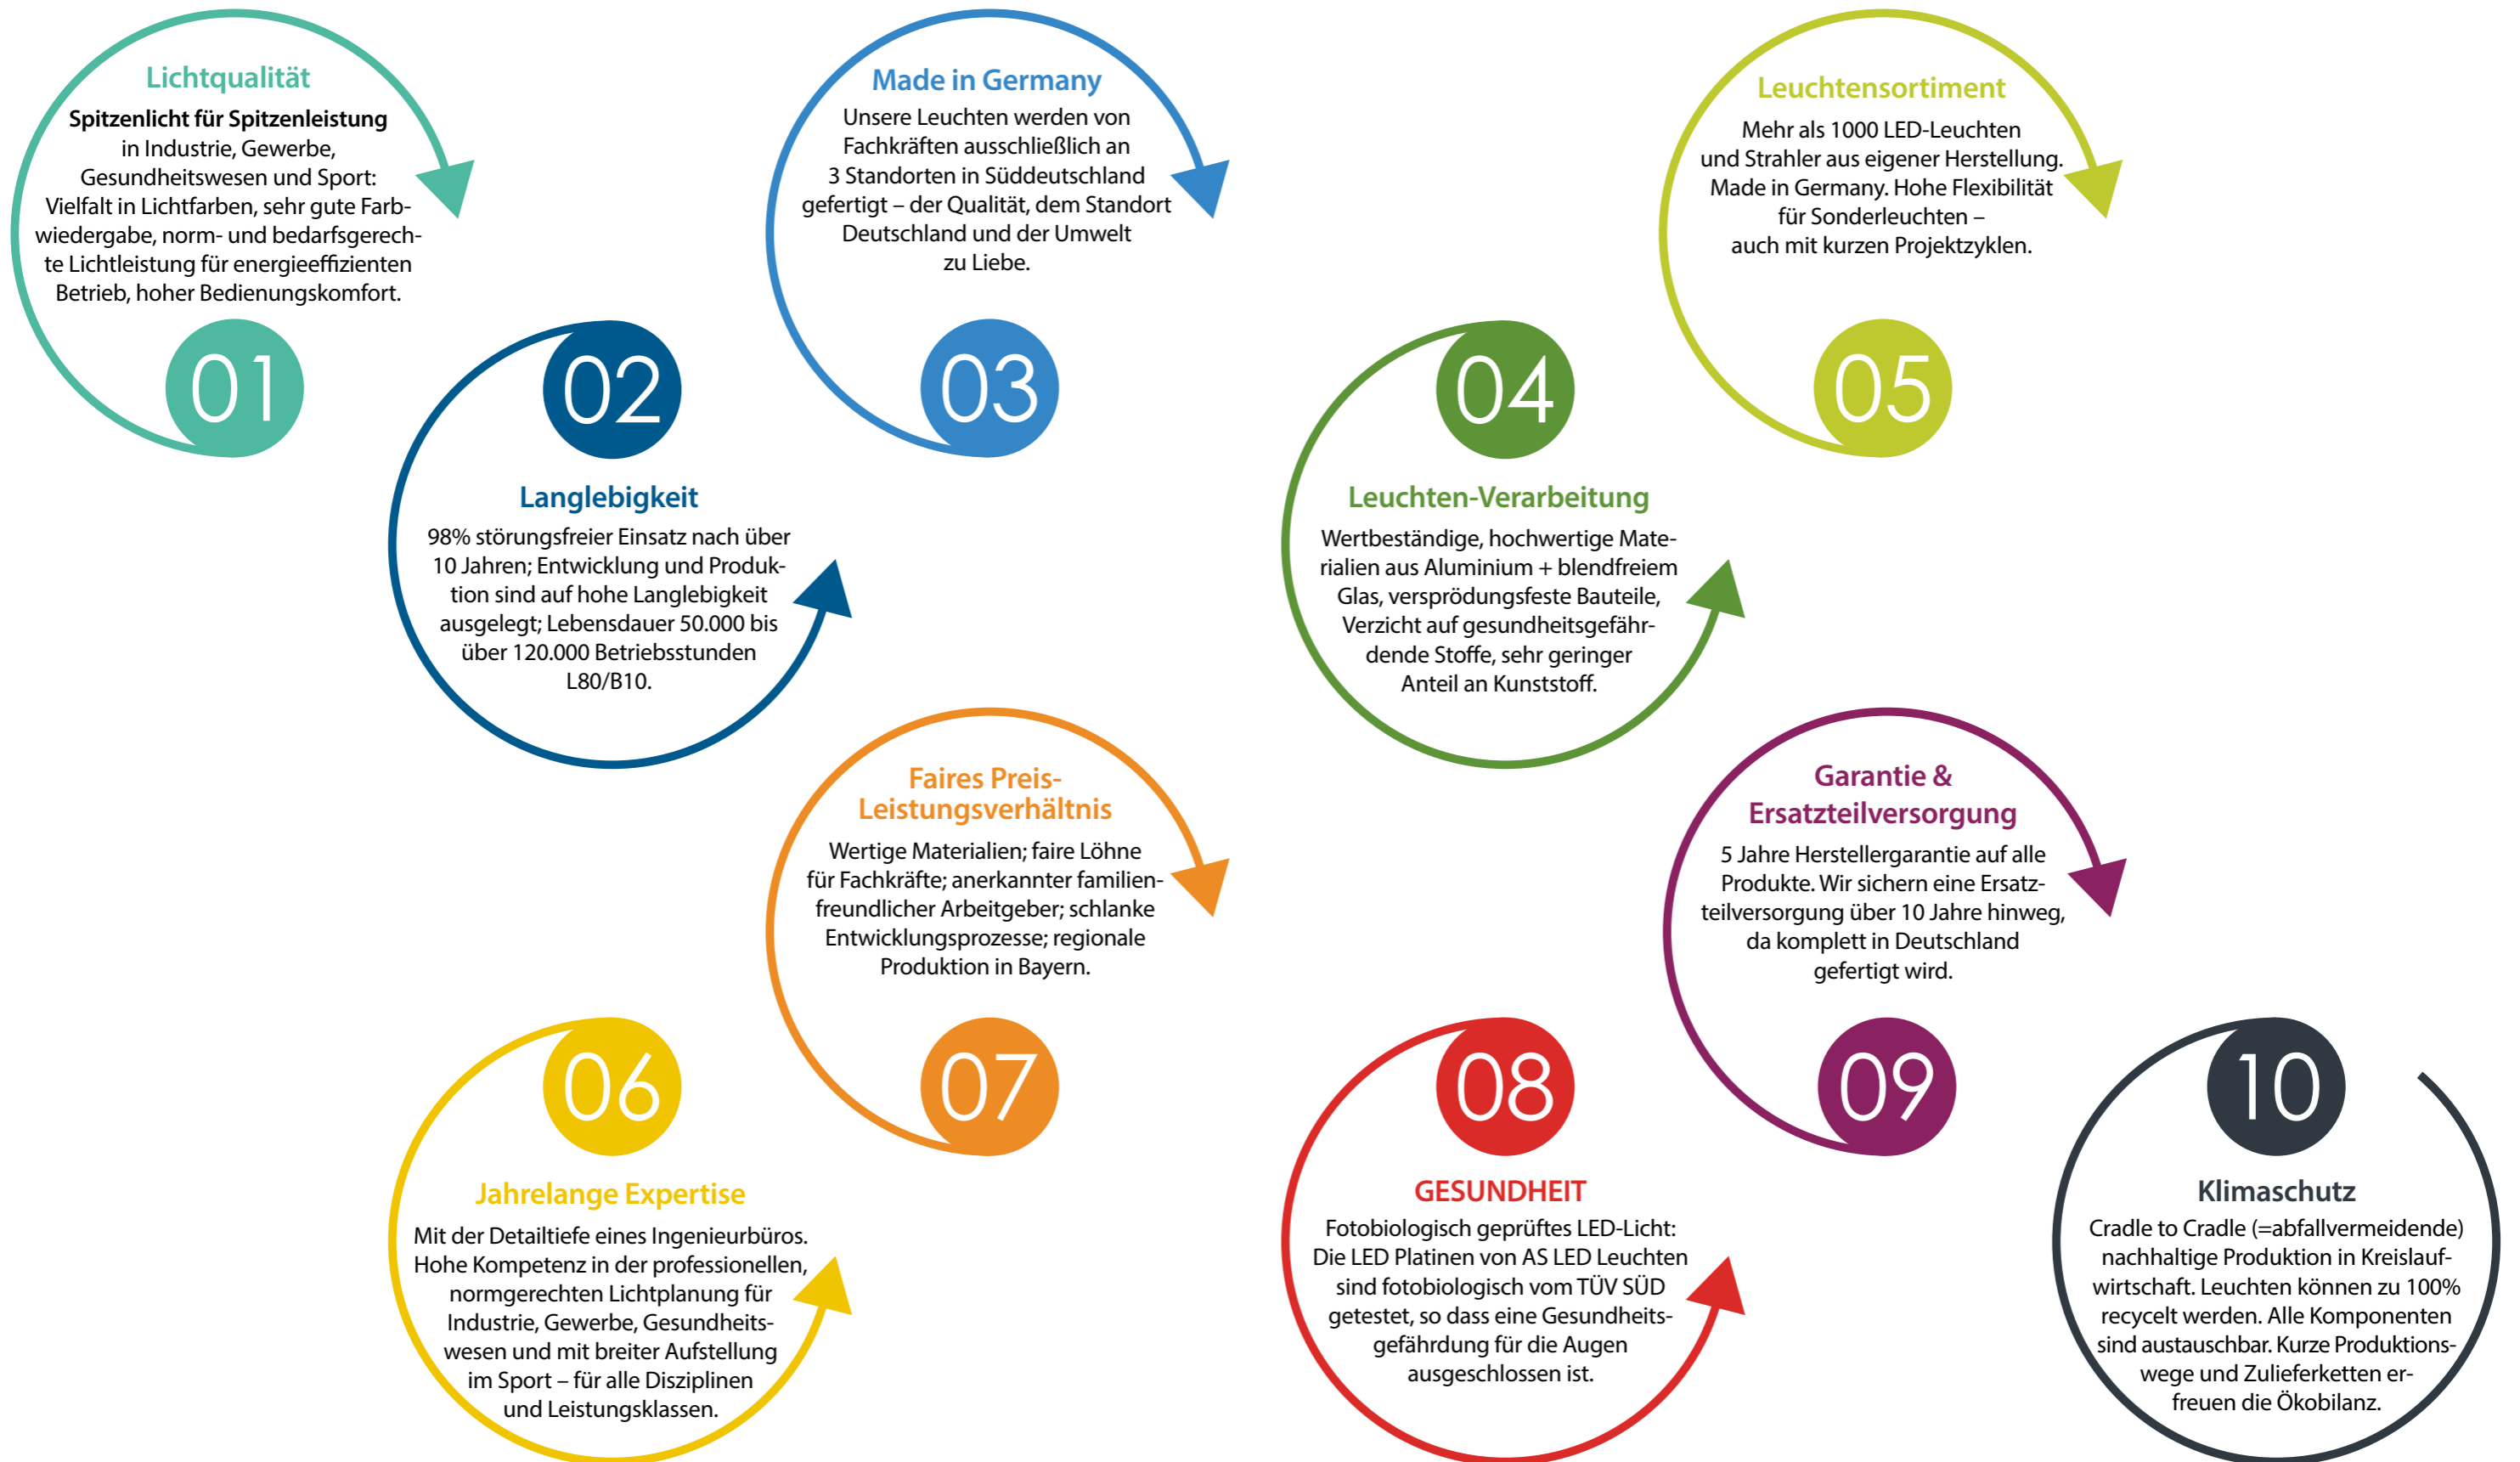 Lichtqualität
Spitzenlicht für Spitzenleistung
in Industrie, Gewerbe,
Gesundheitswesen und Sport:
Vielfalt in Lichtfarben, sehr gute Farb-
wiedergabe, norm- und bedarfsgerech-
te Lichtleistung für energieeffizienten
Betrieb, hoher Bedienungskomfort.
01
02
Langlebigkeit
98% störungsfreier Einsatz nach über
10 Jahren; Entwicklung und Produk-
tion sind auf hohe Langlebigkeit
ausgelegt; Lebensdauer 50.000 bis
über 120.000 Betriebsstunden
L80/B10.
Made in Germany
Unsere Leuchten werden von
Fachkräften ausschließlich an
3 Standorten in Süddeutschland
gefertigt – der Qualität, dem Standort
Deutschland und der Umwelt
zu Liebe.
03
04
Leuchten-Verarbeitung
Wertbeständige, hochwertige Mate-
rialien aus Aluminium + blendfreiem
Glas, versprödungsfeste Bauteile,
Verzicht auf gesundheitsgefähr-
dende Stoffe, sehr geringer
Anteil an Kunststoff.
Leuchtensortiment
Mehr als 1000 LED-Leuchten
und Strahler aus eigener Herstellung.
Made in Germany. Hohe Flexibilität
für Sonderleuchten –
auch mit kurzen Projektzyklen.
05
06
Jahrelange Expertise
Mit der Detailtiefe eines Ingenieurbüros.
Hohe Kompetenz in der professionellen,
normgerechten Lichtplanung für
Industrie, Gewerbe, Gesundheits-
wesen und mit breiter Aufstellung
im Sport – für alle Disziplinen
und Leistungsklassen.
Faires Preis-
Leistungsverhältnis
Wertige Materialien; faire Löhne
für Fachkräfte; anerkannter familien-
freundlicher Arbeitgeber; schlanke
Entwicklungsprozesse; regionale
Produktion in Bayern.
07
08
GESUNDHEIT
Fotobiologisch geprüftes LED-Licht:
Die LED Platinen von AS LED Leuchten
sind fotobiologisch vom TÜV SÜD
getestet, so dass eine Gesundheits-
gefährdung für die Augen
ausgeschlossen ist.
Garantie &
Ersatzteilversorgung
5 Jahre Herstellergarantie auf alle
Produkte. Wir sichern eine Ersatz-
teilversorgung über 10 Jahre hinweg,
da komplett in Deutschland
gefertigt wird.
09
10
Klimaschutz
Cradle to Cradle (=abfallvermeidende)
nachhaltige Produktion in Kreislauf-
wirtschaft. Leuchten können zu 100%
recycelt werden. Alle Komponenten
sind austauschbar. Kurze Produktions-
wege und Zulieferketten er-
freuen die Ökobilanz.